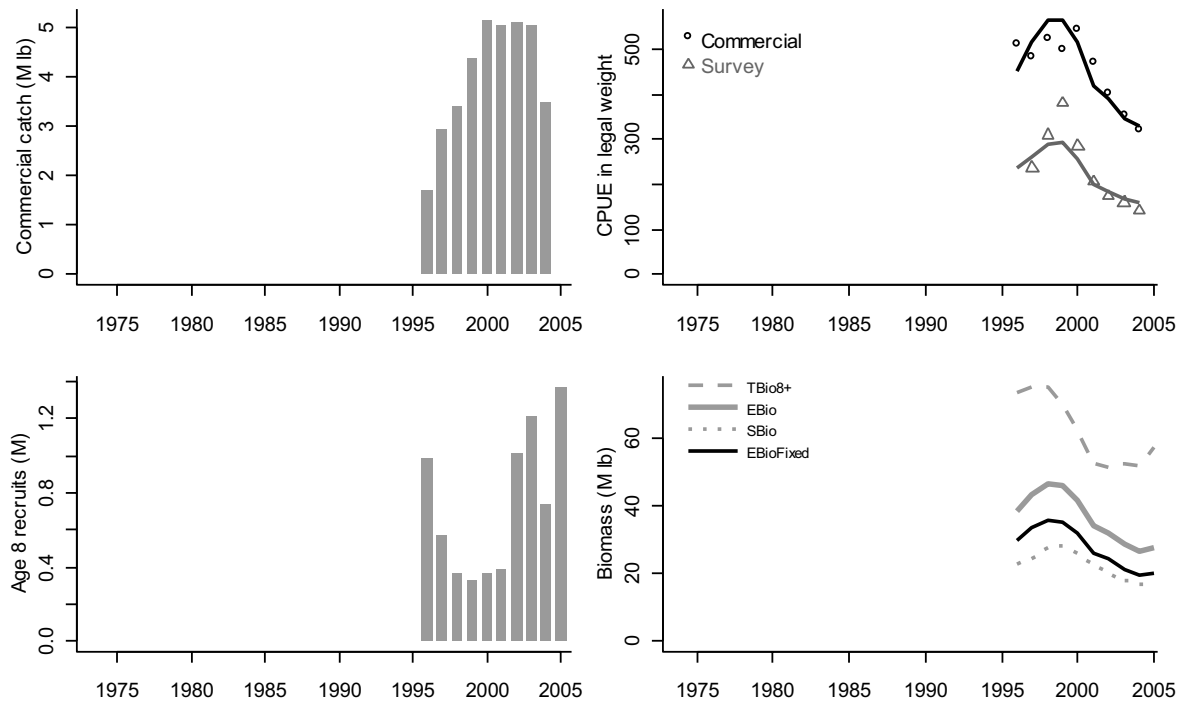 Commercial catch (M lb)
5
4
3
2
1
0
1975 1980 1985 1990 1995 2000 2005
CPUE in legal weight
500
300
100
0
Commercial
Survey
1975 1980 1985 1990 1995 2000 2005
Age 8 recruits (M)
1.2
0.8
0.4
0.0
1975 1980 1985 1990 1995 2000 2005
Biomass (M lb)
60
40
20
0
TBio8+
EBio
SBio
EBioFixed
1975 1980 1985 1990 1995 2000 2005